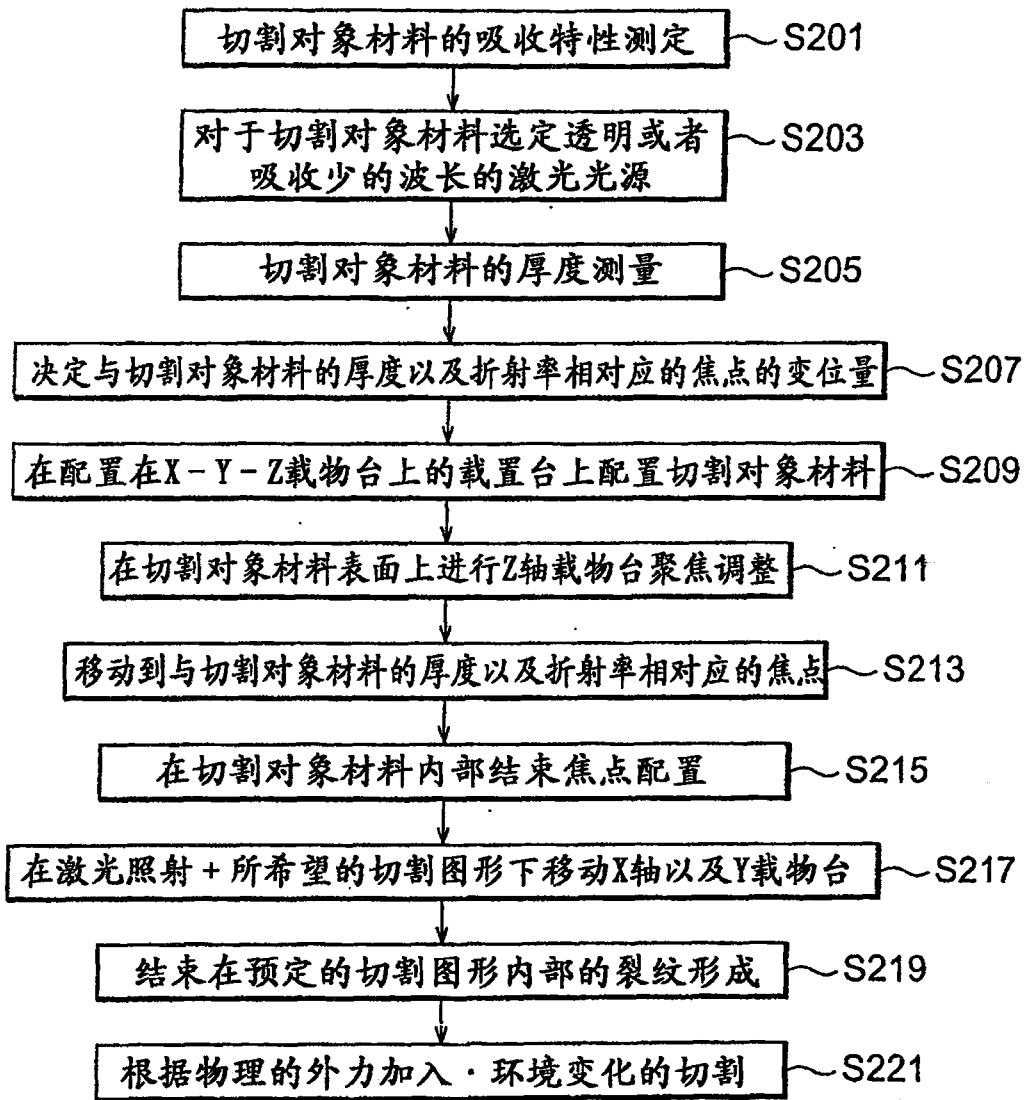 切割对象材料的吸收特性测定 S201
对于切割对象材料选定透明或者 S203
吸收少的波长的激光光源
切割对象材料的厚度测量 S205
决定与切割对象材料的厚度以及折射率相对应的焦点的变位量 S207
在配置在X-Y-Z载物台上的载置台上配置切割对象材料 S209
在切割对象材料表面上进行Z轴载物台聚焦调整 S211
移动到与切割对象材料的厚度以及折射率相对应的焦点 S213
在切割对象材料内部结束焦点配置 S215
在激光照射+所希望的切割图形下移动X轴以及Y载物台 S217
结束在预定的切割图形内部的裂纹形成 S219
根据物理的外力加入·环境变化的切割 S221